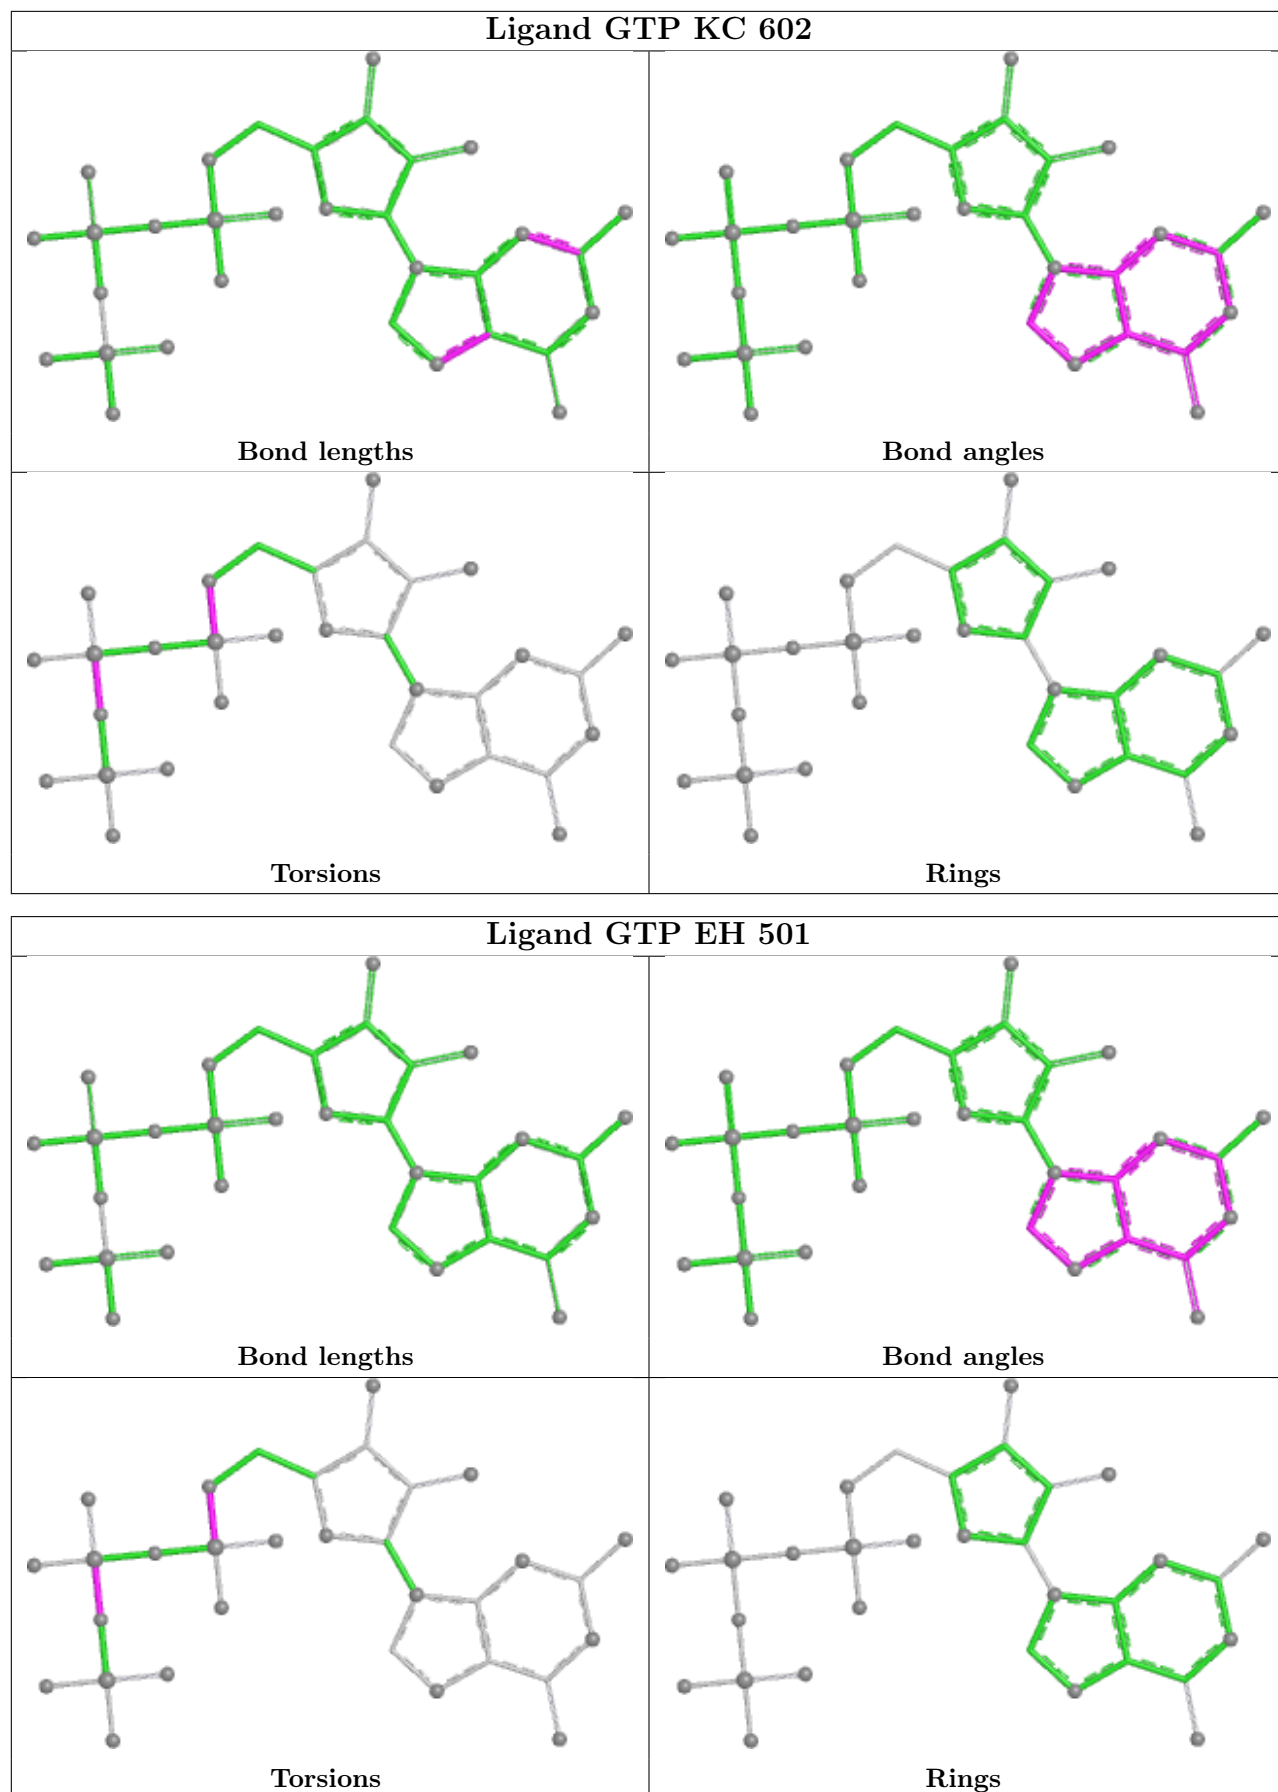 Ligand GTP KC 602
Bond lengths
Bond angles
Torsions
Rings
Ligand GTP EH 501
Bond lengths
Bond angles
Torsions
Rings